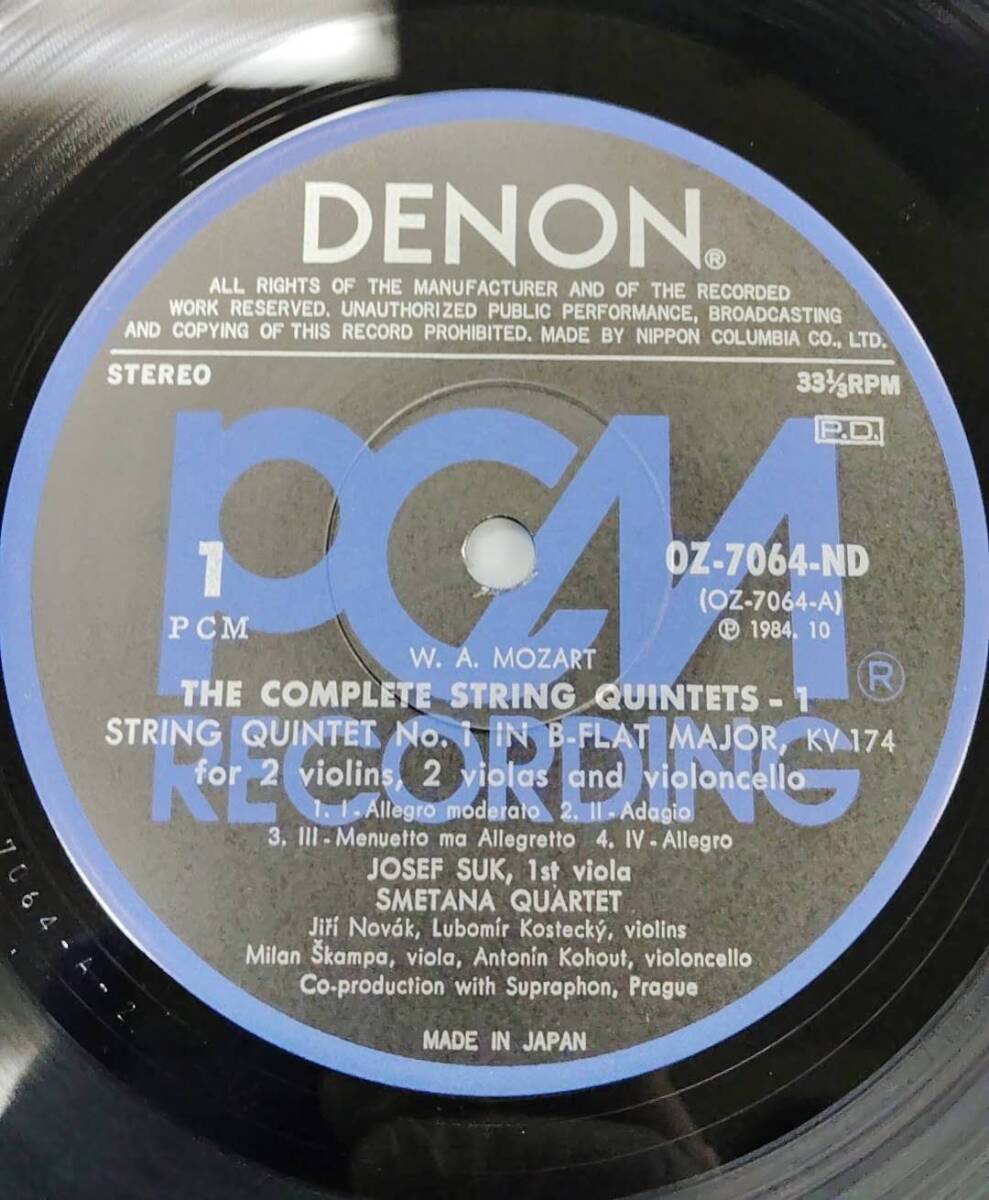 DENON®
ALL RIGHTS OF THE MANUFACTURER AND OF THE RECORDED
WORK RESERVED. UNAUTHORIZED PUBLIC PERFORMANCE, BROADCASTING
AND COPYING OF THIS RECORD PROHIBITED. MADE BY NIPPON COLUMBIA CO., LTD.
STEREO
33⅓RPM
P.D.
PCM
RECORDING®
1
PCM
OZ-7064-ND
(OZ-7064-A)
℗ 1984. 10
W. A. MOZART
THE COMPLETE STRING QUINTETS - 1
STRING QUINTET No. 1 IN B-FLAT MAJOR, KV 174
for 2 violins, 2 violas and violoncello
1. I-Allegro moderato 2. II-Adagio
3. III-Menuetto ma Allegretto 4. IV-Allegro
JOSEF SUK, 1st viola
SMETANA QUARTET
Jiří Novák, Lubomír Kostecký, violins
Milan Škampa, viola, Antonín Kohout, violoncello
Co-production with Supraphon, Prague
MADE IN JAPAN
7064-A-2